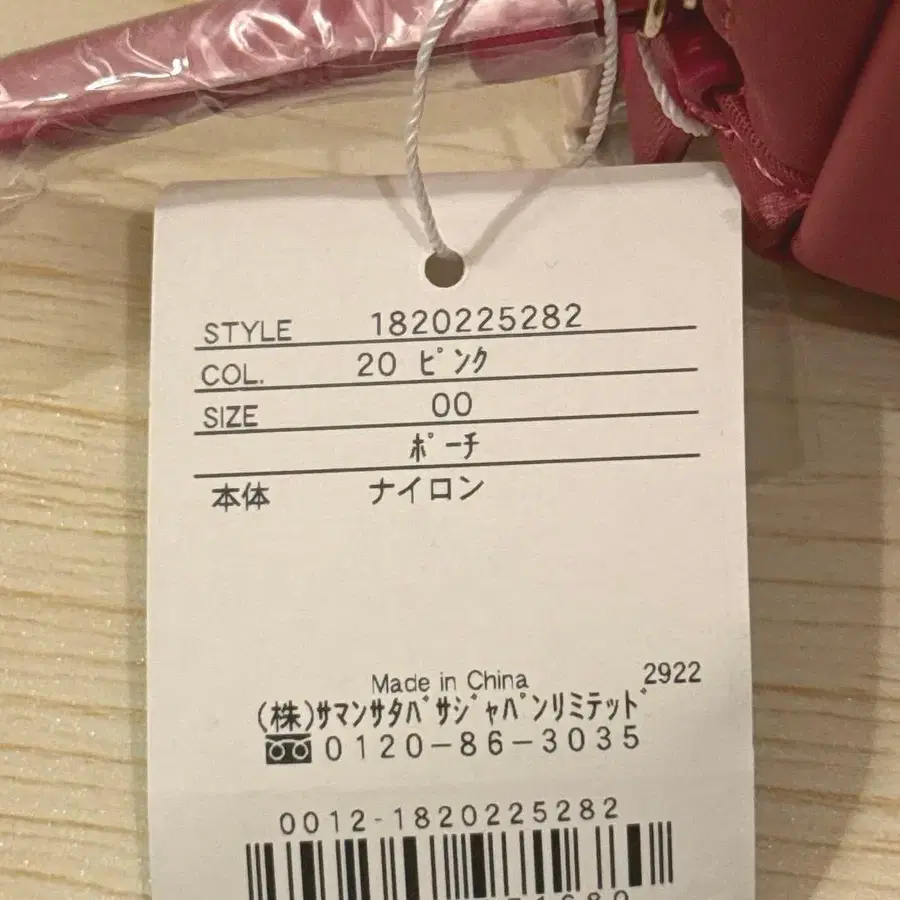 STYLE 1820225282
COL. 20 ﾋﾟﾝｸ
SIZE 00
ﾎﾟｰﾁ
本体 ナイロン
Made in China 2922
(株)ｻﾏﾝｻﾀﾊﾞｻｼﾞｬﾊﾟﾝﾘﾐﾃｯﾄﾞ
0120-86-3035
0012-1820225282